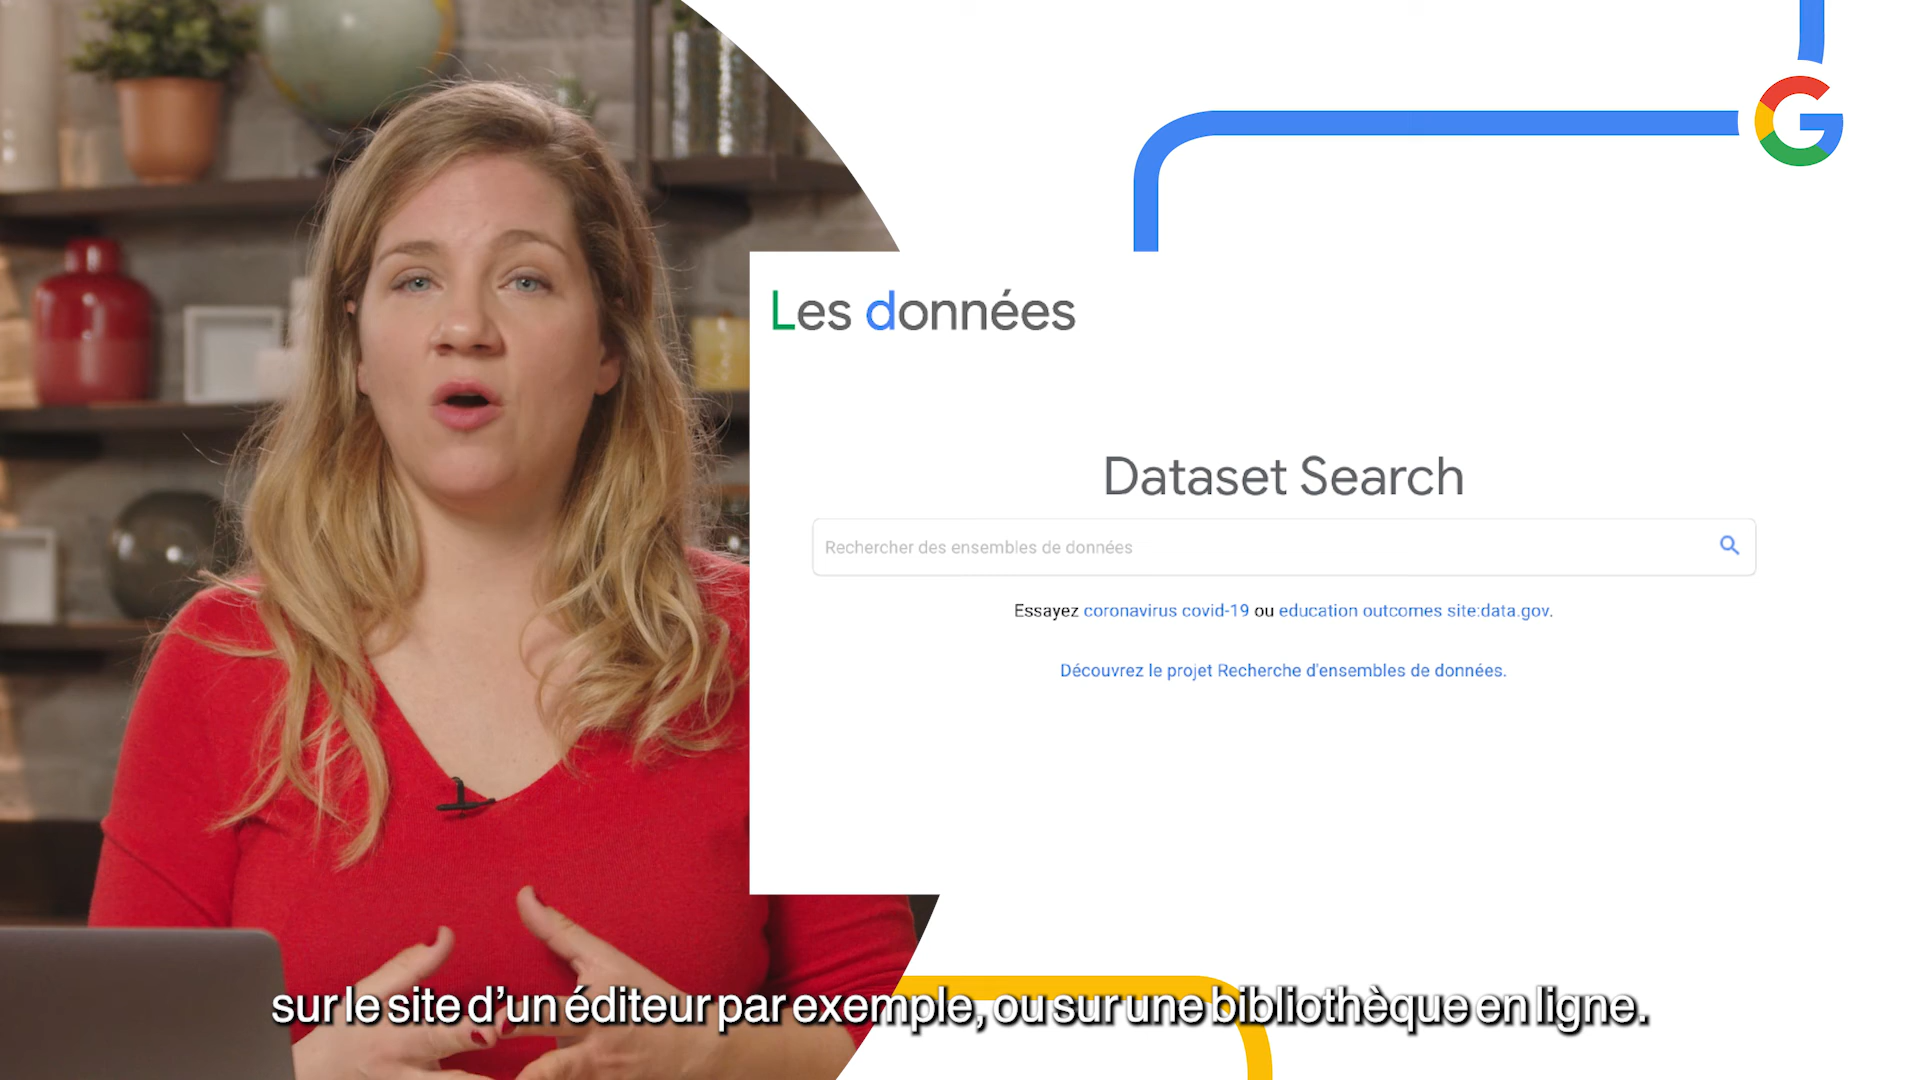 Les données
Dataset Search
Rechercher des ensembles de données
Essayez coronavirus covid-19 ou education outcomes site:data.gov.
Découvrez le projet Recherche d'ensembles de données.
sur le site d’un éditeur par exemple, ou sur une bibliothèque en ligne.